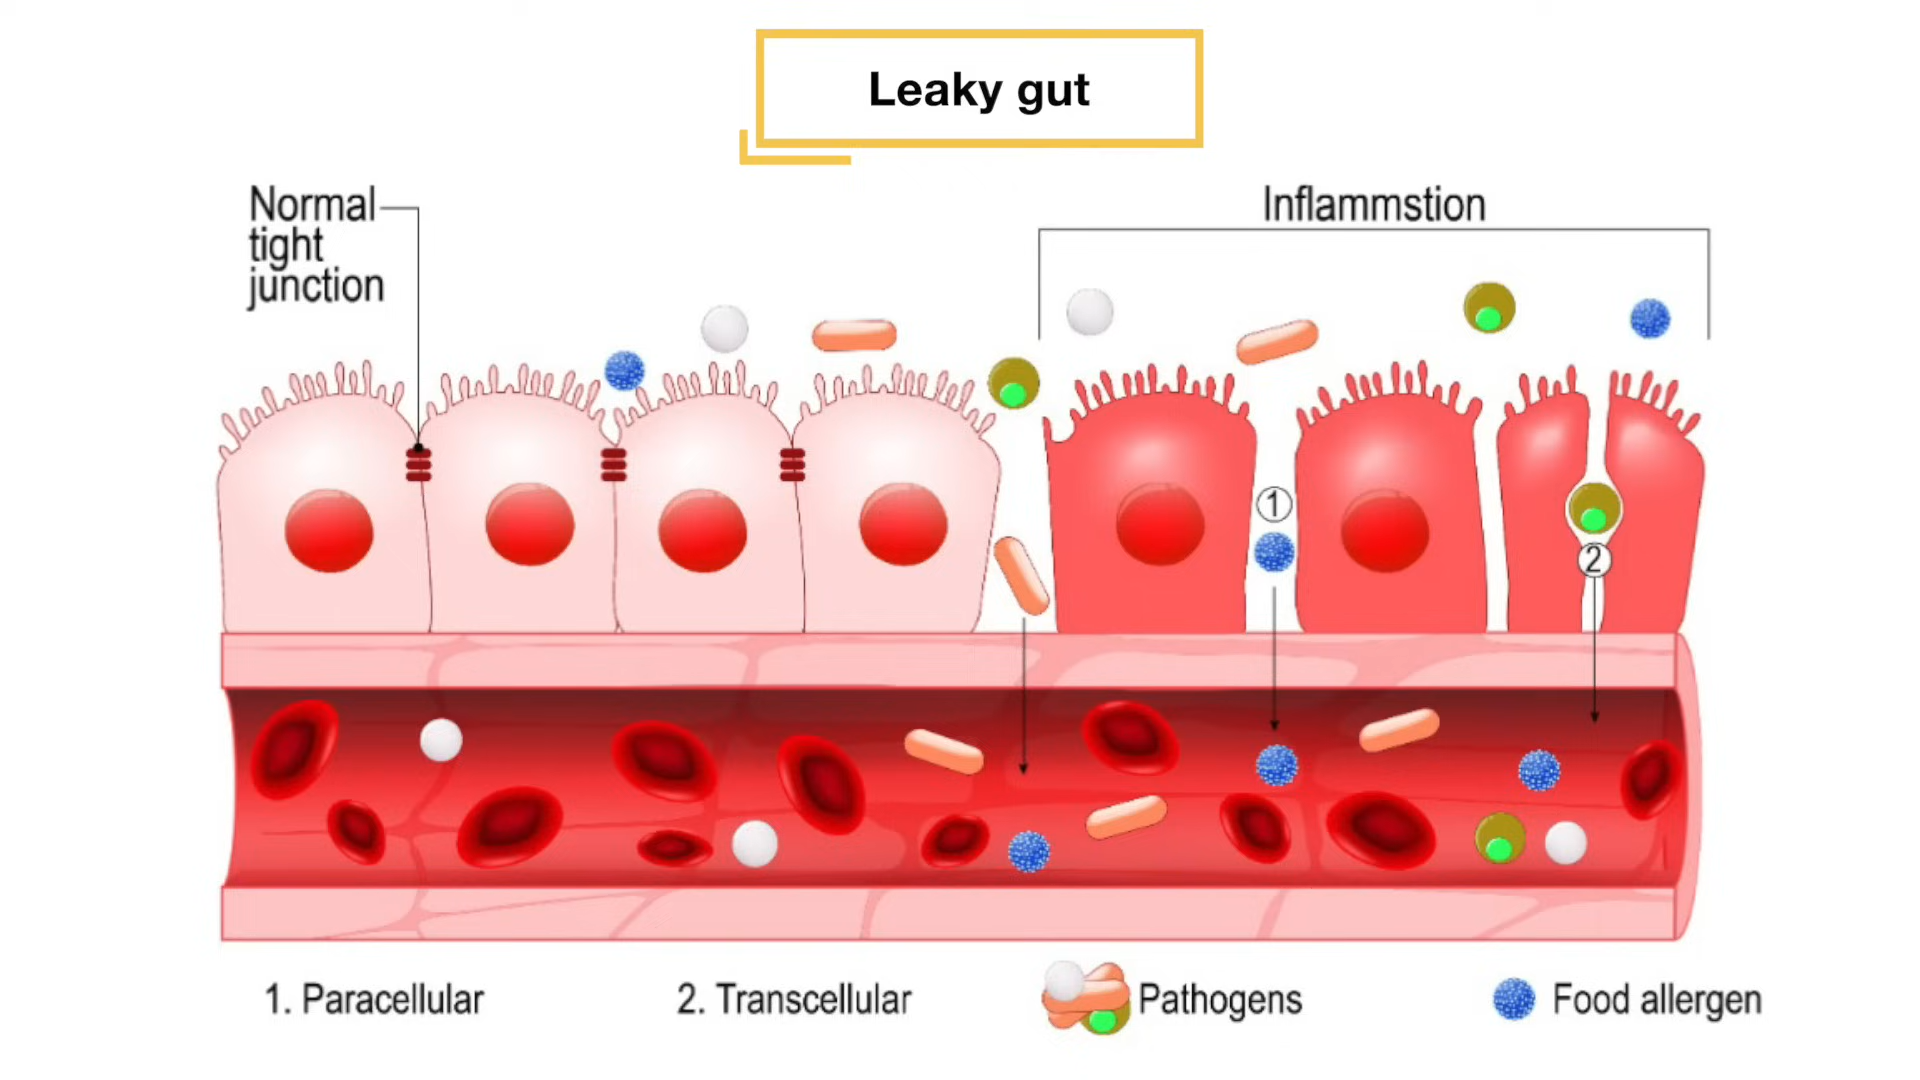 Leaky gut
Normal
tight
junction
Inflammstion
1
2
1. Paracellular
2. Transcellular
Pathogens
Food allergen